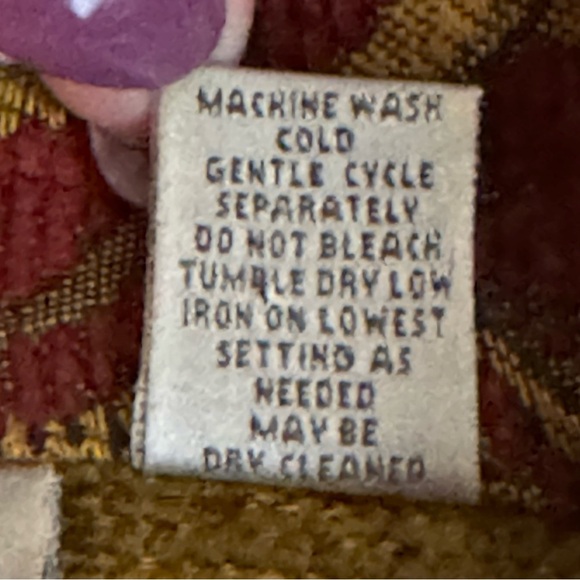 MACHINE WASH
COLD
GENTLE CYCLE
SEPARATELY
DO NOT BLEACH
TUMBLE DRY LOW
IRON ON LOWEST
SETTING AS
NEEDED
MAY BE
DRY CLEANED